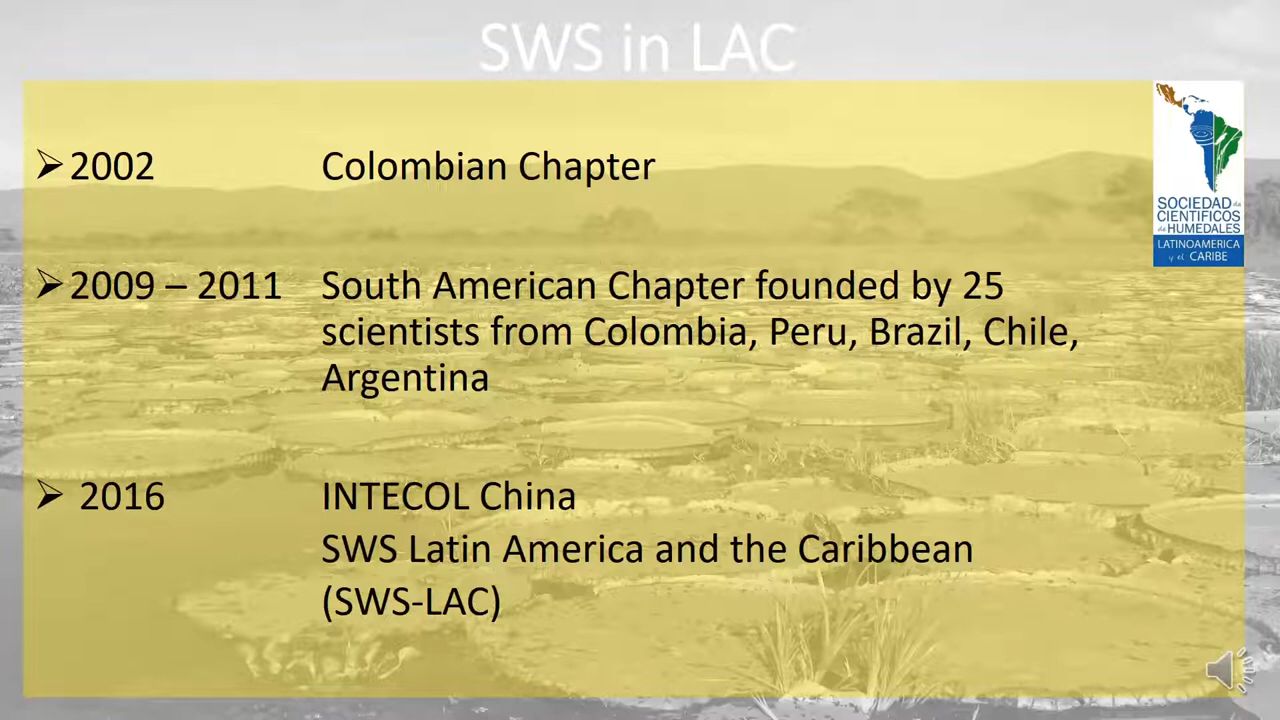 SWS in LAC
➢ 2002 Colombian Chapter
➢ 2009 – 2011 South American Chapter founded by 25
scientists from Colombia, Peru, Brazil, Chile,
Argentina
➢ 2016 INTECOL China
SWS Latin America and the Caribbean
(SWS-LAC)
SOCIEDAD de
CIENTIFICOS
de HUMEDALES
LATINOAMERICA
y el CARIBE